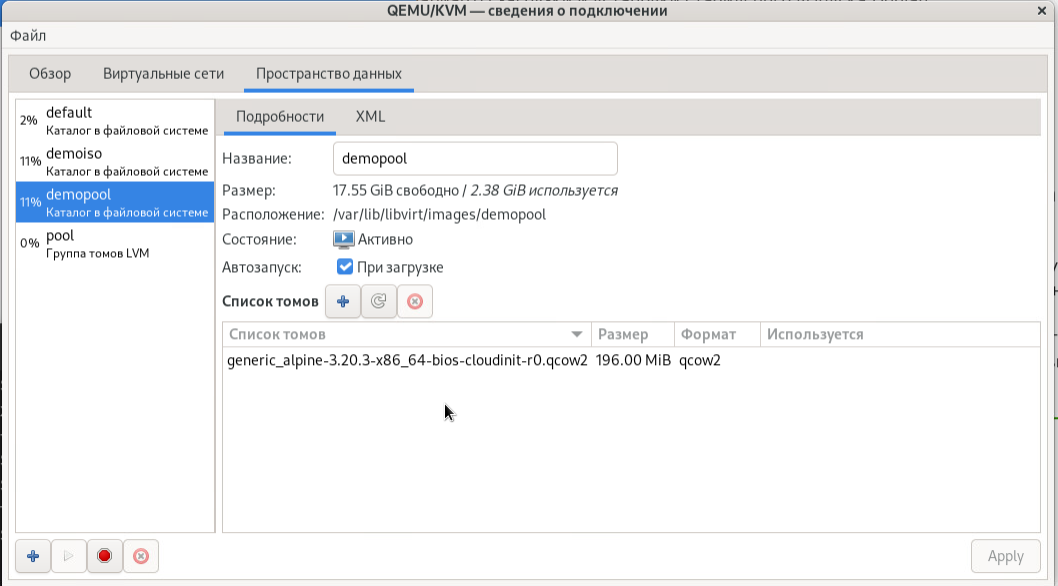 QEMU/KVM — сведения о подключении
Файл
Обзор Виртуальные сети Пространство данных
2% default
Каталог в файловой системе
11% demoiso
Каталог в файловой системе
11% demopool
Каталог в файловой системе
0% pool
Группа томов LVM
Подробности XML
Название: demopool
Размер: 17.55 GiB свободно / 2.38 GiB используется
Расположение: /var/lib/libvirt/images/demopool
Состояние: Активно
Автозапуск: При загрузке
Список томов
Список томов Размер Формат Используется
generic_alpine-3.20.3-x86_64-bios-cloudinit-r0.qcow2 196.00 MiB qcow2
Apply